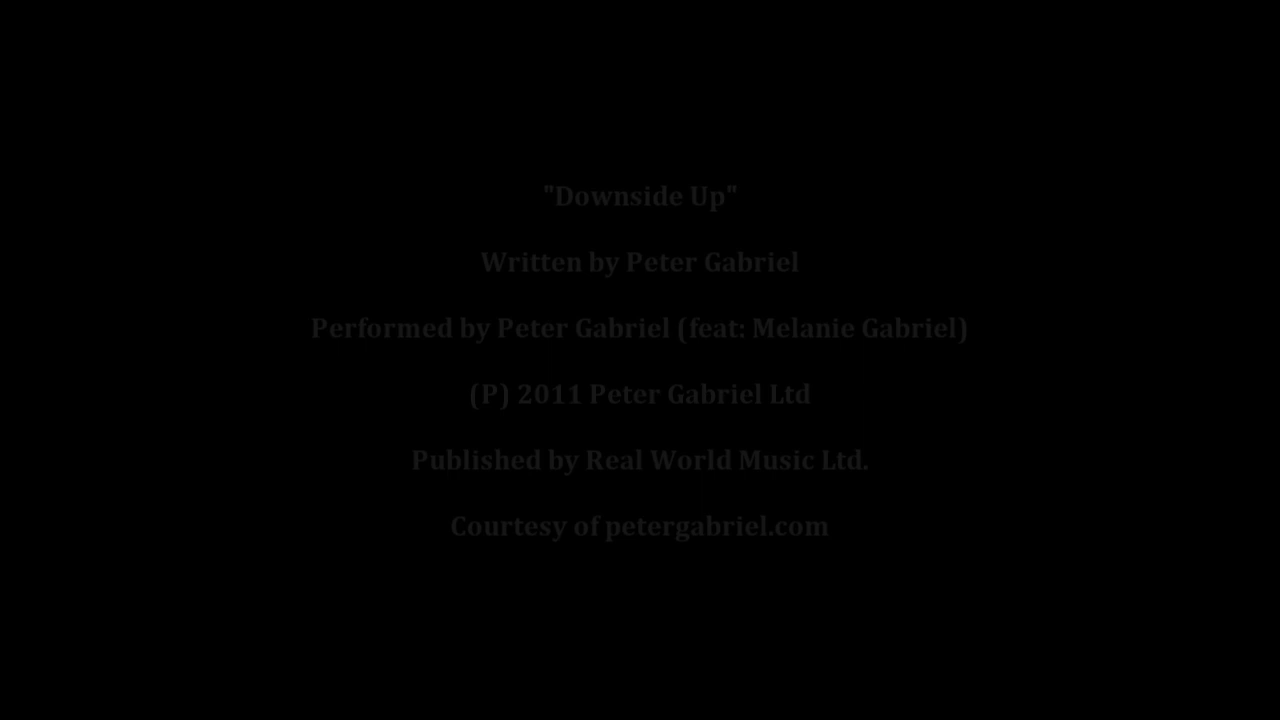 "Downside Up"
Written by Peter Gabriel
Performed by Peter Gabriel (feat: Melanie Gabriel)
(P) 2011 Peter Gabriel Ltd
Published by Real World Music Ltd.
Courtesy of petergabriel.com